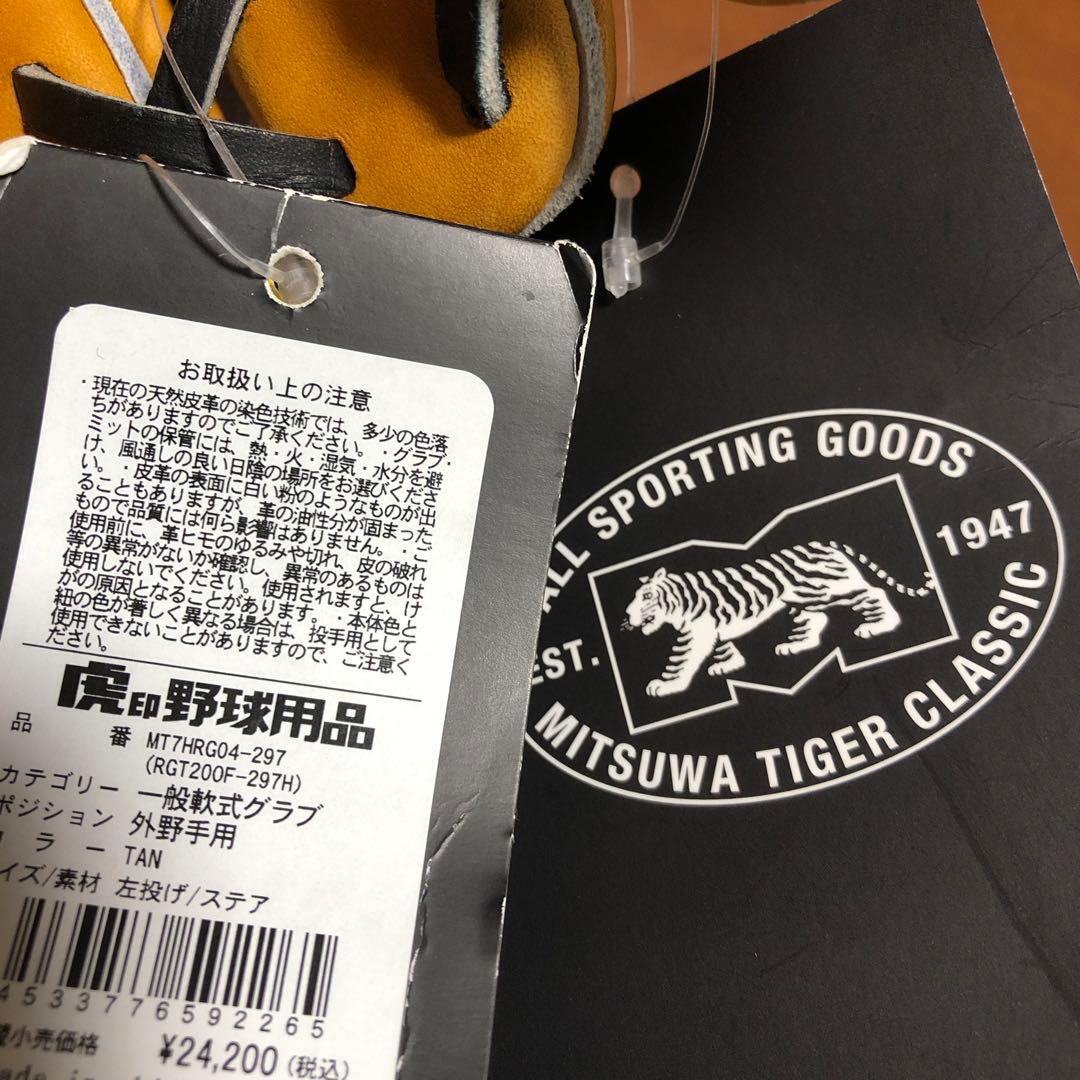 お取扱い上の注意
・現在の天然皮革の染色技術では、多少の色落
ちがありますのでご了承ください。・グラブ・
ミットの保管には、熱・火・湿気・水分を避
け、風通しの良い日陰の場所をお選びくださ
い。・皮革の表面に白い粉のようなものが出
ることもありますが、革の油性分が固まった
もので品質には何ら影響はありません。・ご
使用前に、革ヒモのゆるみや切れ、皮の破れ
等の異常がないか確認し、異常のあるものは
使用しないでください。使用されますと、け
がの原因となることがあります。・本体色と
紐の色が著しく異なる場合は、投手用として
使用できないことがありますので、ご注意く
ださい。
虎印野球用品
品番 MT7HRG04-297
(RGT200F-297H)
カテゴリー 一般軟式グラブ
ポジション 外野手用
ラー TAN
イズ/素材 左投げ/ステア
4533776592265
小売価格 ¥24,200(税込)
ALL SPORTING GOODS
EST. 1947
MITSUWA TIGER CLASSIC